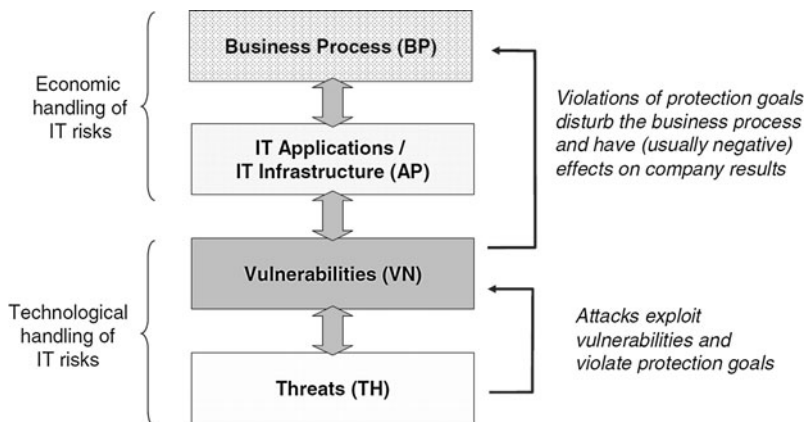 Business Process (BP)
Economic
handling of
IT risks
IT Applications /
IT Infrastructure (AP)
Violations of protection goals
disturb the business process
and have (usually negative)
effects on company results
Vulnerabilities (VN)
Technological
handling of
IT risks
Threats (TH)
Attacks exploit
vulnerabilities and
violate protection goals